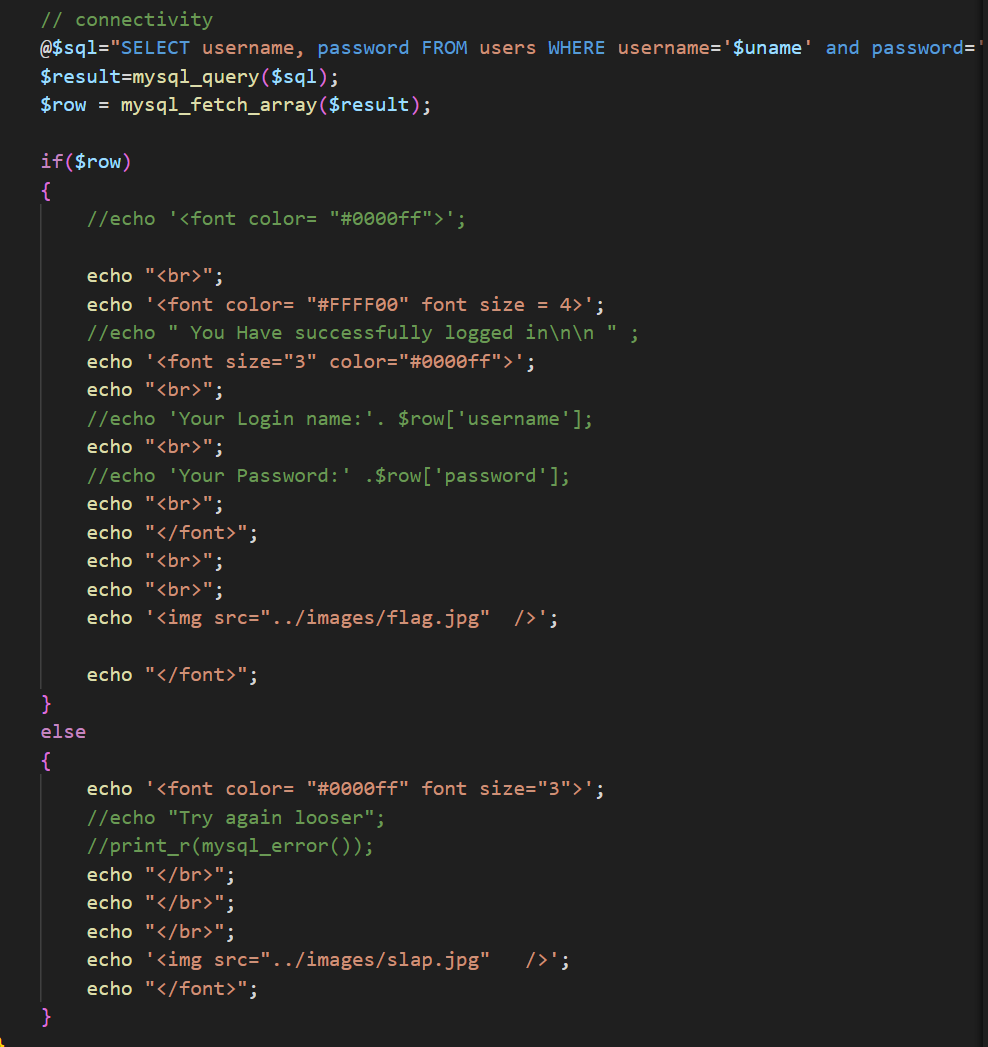 // connectivity
@$sql="SELECT username, password FROM users WHERE username='$uname' and password='
$result=mysql_query($sql);
$row = mysql_fetch_array($result);
if($row)
{
//echo '<font color= "#0000ff">';
echo "<br>";
echo '<font color= "#FFFF00" font size = 4>';
//echo " You Have successfully logged in\n\n " ;
echo '<font size="3" color="#0000ff">';
echo "<br>";
//echo 'Your Login name:'. $row['username'];
echo "<br>";
//echo 'Your Password:' .$row['password'];
echo "<br>";
echo "</font>";
echo "<br>";
echo "<br>";
echo '<img src="../images/flag.jpg"  />';
echo "</font>";
}
else
{
echo '<font color= "#0000ff" font size="3">';
//echo "Try again looser";
//print_r(mysql_error());
echo "</br>";
echo "</br>";
echo "</br>";
echo '<img src="../images/slap.jpg"   />';
echo "</font>";
}